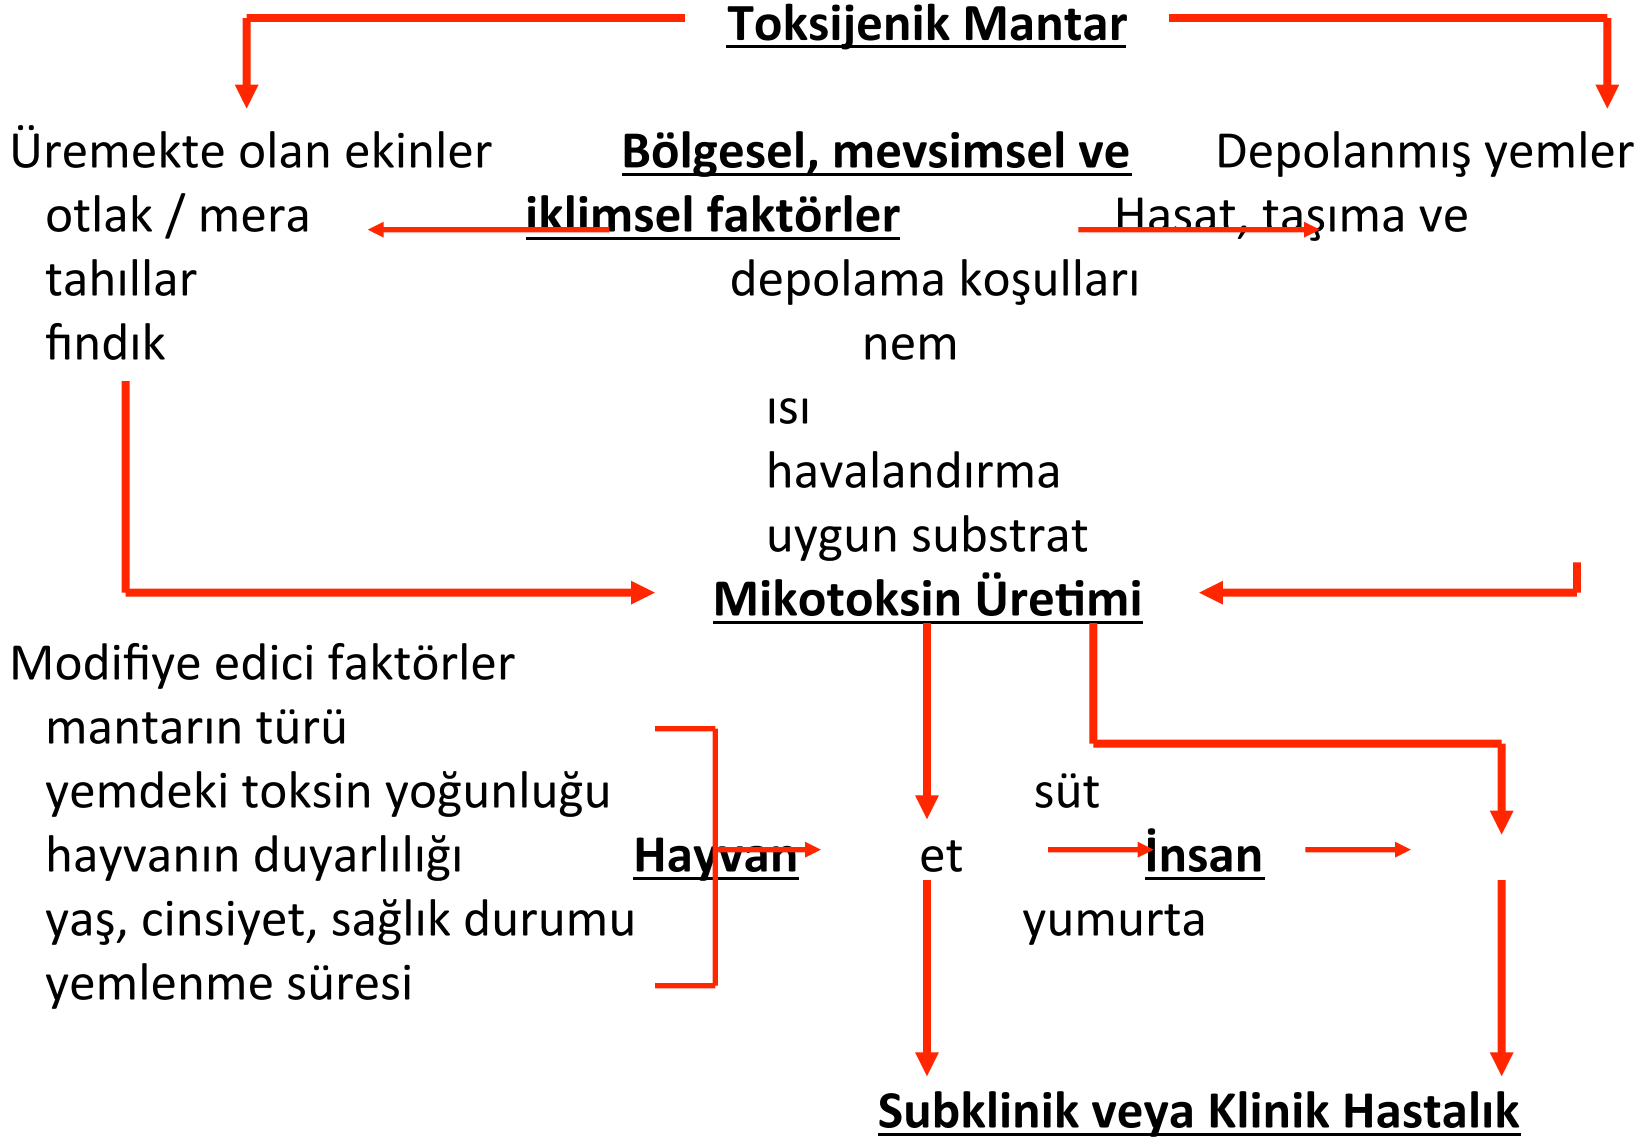 Toksijenik Mantar
Üremekte olan ekinler Bölgesel, mevsimsel ve Depolanmış yemler
otlak / mera iklimsel faktörler Hasat, taşıma ve
tahıllar depolama koşulları
fındık nem
ısı
havalandırma
uygun substrat
Mikotoksin Üretimi
Modifiye edici faktörler
mantarın türü
yemdeki toksin yoğunluğu süt
hayvanın duyarlılığı Hayvan et İnsan
yaş, cinsiyet, sağlık durumu yumurta
yemlenme süresi
Subklinik veya Klinik Hastalık